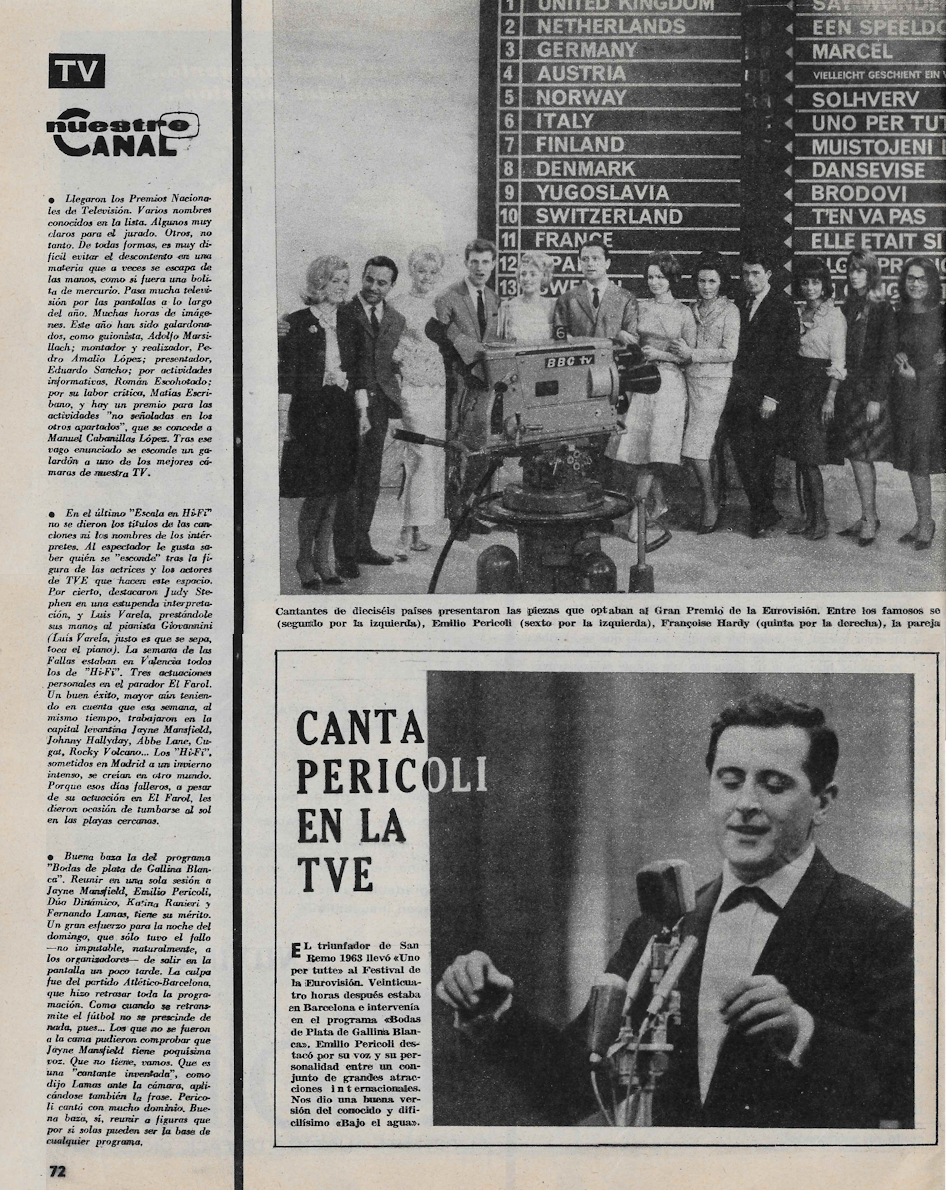 TV
nuestro
CANAL
● Llegaron los Premios Naciona-
les de Televisión. Varios nombres
conocidos en la lista. Algunos muy
claros para el jurado. Otros, no
tanto. De todas formas, es muy di-
fícil evitar el descontento en una
materia que a veces se escapa de
las manos, como si fuera una boli-
ta de mercurio. Pasa mucha televi-
sión por las pantallas a lo largo
del año. Muchas horas de imáge-
nes. Este año han sido galardona-
dos, como guionista, Adolfo Marsi-
llach; montador y realizador, Pe-
dro Amalio López; presentador,
Eduardo Sancho; por actividades
informativas, Román Escohotado;
por su labor crítica, Matías Escri-
bano, y hay un premio para las
actividades "no señaladas en los
otros apartados", que se concede a
Manuel Cabanillas López. Tras ese
vago enunciado se esconde un ga-
lardón a uno de los mejores cá-
maras de nuestra TV.
● En el último "Escala en Hi-Fi"
no se dieron los títulos de las can-
ciones ni los nombres de los intér-
pretes. Al espectador le gusta sa-
ber quién se "esconde" tras la fi-
gura de las actrices y los actores
de TVE que hacen este espacio.
Por cierto, destacaron Judy Ste-
phen en una estupenda interpreta-
ción, y Luis Varela, prestándole
sus manos al pianista Giovannini
(Luis Varela, justo es que se sepa,
toca el piano). La semana de las
Fallas estaban en Valencia todos
los de "Hi-Fi". Tres actuaciones
personales en el parador El Farol.
Un buen éxito, mayor aún tenien-
do en cuenta que esa semana, al
mismo tiempo, trabajaron en la
capital levantina Jayne Mansfield,
Johnny Hallyday, Abbe Lane, Cu-
gat, Rocky Volcano... Los "Hi-Fi",
sometidos en Madrid a un invierno
intenso, se creían en otro mundo.
Porque esos días falleros, a pesar
de su actuación en El Farol, les
dieron ocasión de tumbarse al sol
en las playas cercanas.
● Buena baza la del programa
"Bodas de plata de Gallina Blan-
ca". Reunir en una sola sesión a
Jayne Mansfield, Emilio Pericoli,
Dúo Dinámico, Katina Ranieri y
Fernando Lamas, tiene su mérito.
Un gran esfuerzo para la noche del
domingo, que sólo tuvo el fallo
—no imputable, naturalmente, a
los organizadores— de salir en la
pantalla un poco tarde. La culpa
fue del partido Atlético-Barcelona,
que hizo retrasar toda la progra-
mación. Como cuando se retrans-
mite el fútbol no se prescinde de
nada, pues... Los que no se fueron
a la cama pudieron comprobar que
Jayne Mansfield tiene poquísima
voz. Que no tiene, vamos. Que es
una "cantante inventada", como
dijo Lamas ante la cámara, apli-
cándose también la frase. Perico-
li cantó con mucho dominio. Bue-
na baza, sí, reunir a figuras que
por sí solas pueden ser la base de
cualquier programa.
72
1 UNITED KINGDOM SAY WONDE
2 NETHERLANDS EEN SPEELDO
3 GERMANY MARCEL
4 AUSTRIA VIELLEICHT GESCHIENT EIN
5 NORWAY SOLHVERV
6 ITALY UNO PER TUT
7 FINLAND MUISTOJENI
8 DENMARK DANSEVISE
9 YUGOSLAVIA BRODOVI
10 SWITZERLAND T'EN VA PAS
11 FRANCE ELLE ETAIT SI
12
13
6
BBC tv
Cantantes de dieciséis países presentaron las piezas que optaban al Gran Premio de la Eurovisión. Entre los famosos se
(segundo por la izquierda), Emilio Pericoli (sexto por la izquierda), Françoise Hardy (quinta por la derecha), la pareja
CANTA
PERICOLI
EN LA
TVE
EL triunfador de San
Remo 1963 llevó «Uno
per tutte» al Festival de
la Eurovisión. Veinticua-
tro horas después estaba
en Barcelona e intervenía
en el programa «Bodas
de Plata de Gallina Blan-
ca». Emilio Pericoli des-
tacó por su voz y su per-
sonalidad entre un con-
junto de grandes atrac-
ciones internacionales.
Nos dio una buena ver-
sión del conocido y difi-
cilísimo «Bajo el agua».